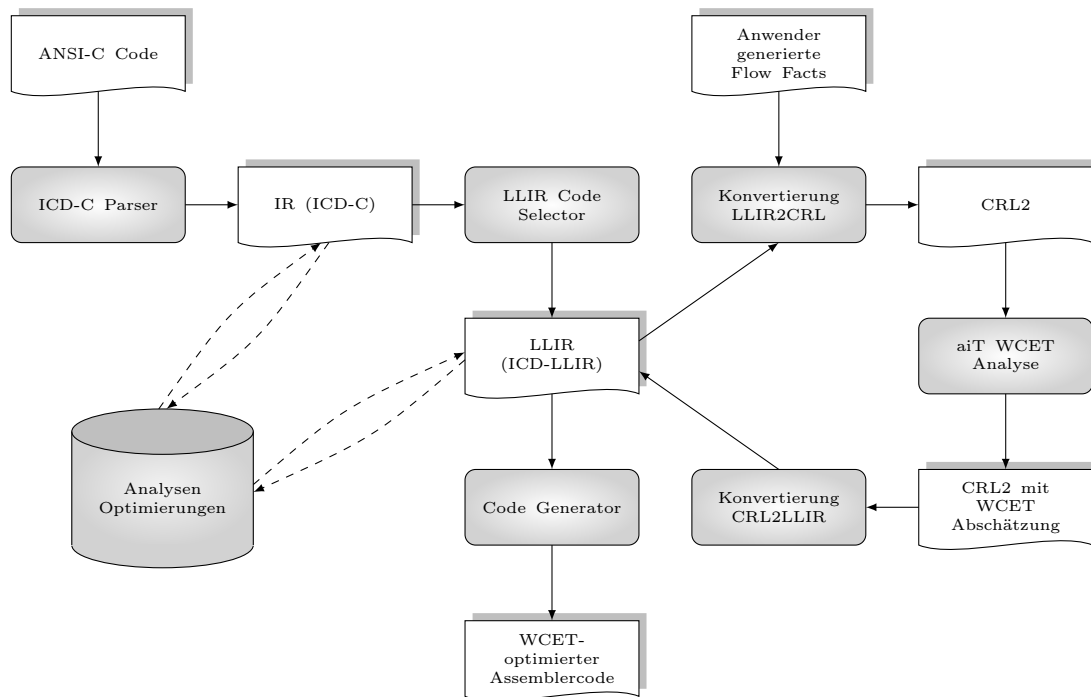 ANSI-C Code
Anwender
generierte
Flow Facts
ICD-C Parser
IR (ICD-C)
LLIR Code
Selector
Konvertierung
LLIR2CRL
CRL2
LLIR
(ICD-LLIR)
aiT WCET
Analyse
Analysen
Optimierungen
Code Generator
Konvertierung
CRL2LLIR
CRL2 mit
WCET
Abschätzung
WCET-
optimierter
Assemblercode